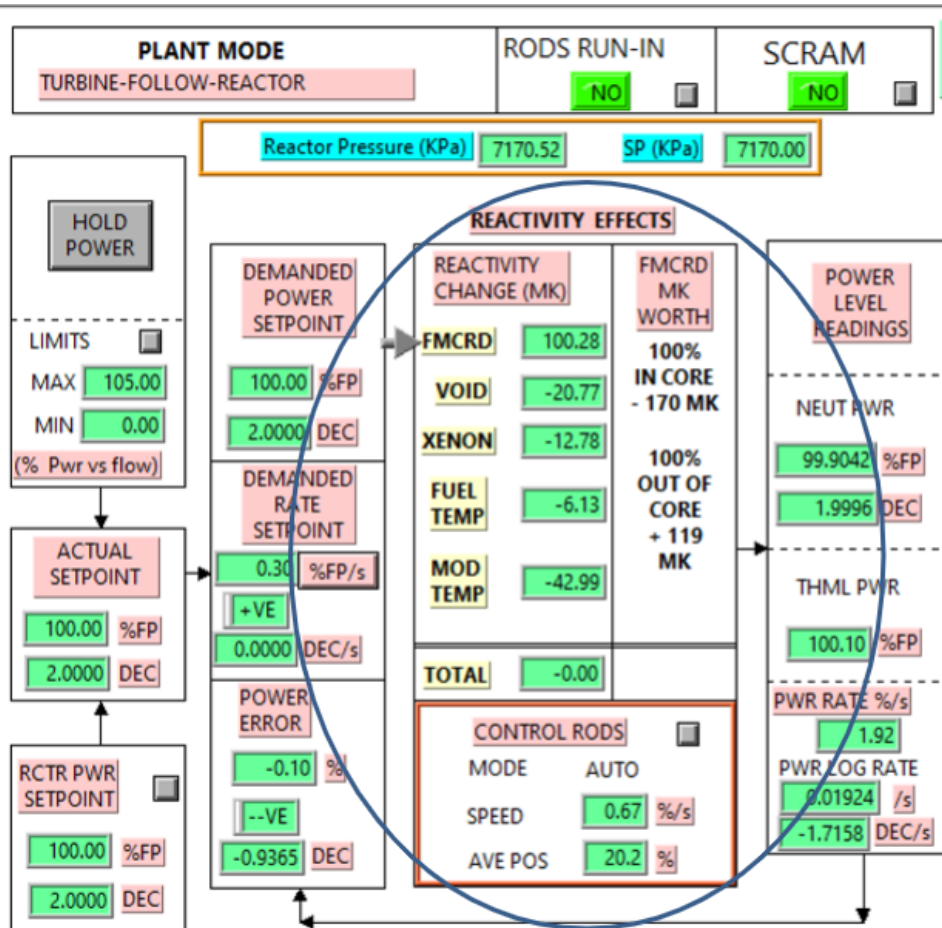 PLANT MODE
TURBINE-FOLLOW-REACTOR
RODS RUN-IN
NO
SCRAM
NO
Reactor Pressure (KPa) 7170.52 SP (KPa) 7170.00
HOLD
POWER
LIMITS
MAX 105.00
MIN 0.00
(% Pwr vs flow)
ACTUAL
SETPOINT
100.00 %FP
2.0000 DEC
RCTR PWR
SETPOINT
100.00 %FP
2.0000 DEC
DEMANDED
POWER
SETPOINT
100.00 %FP
2.0000 DEC
DEMANDED
RATE
SETPOINT
0.30 %FP/s
+VE
0.0000 DEC/s
POWER
ERROR
-0.10 %
--VE
-0.9365 DEC
REACTIVITY EFFECTS
REACTIVITY
CHANGE (MK)
FMCRD 100.28
VOID -20.77
XENON -12.78
FUEL
TEMP -6.13
MOD
TEMP -42.99
TOTAL -0.00
FMCRD
MK
WORTH
100%
IN CORE
- 170 MK
100%
OUT OF
CORE
+ 119
MK
CONTROL RODS
MODE AUTO
SPEED 0.67 %/s
AVE POS 20.2 %
POWER
LEVEL
READINGS
NEUT PWR
99.9042 %FP
1.9996 DEC
THML PWR
100.10 %FP
PWR RATE %/s
1.92
PWR LOG RATE
0.01924 /s
-1.7158 DEC/s